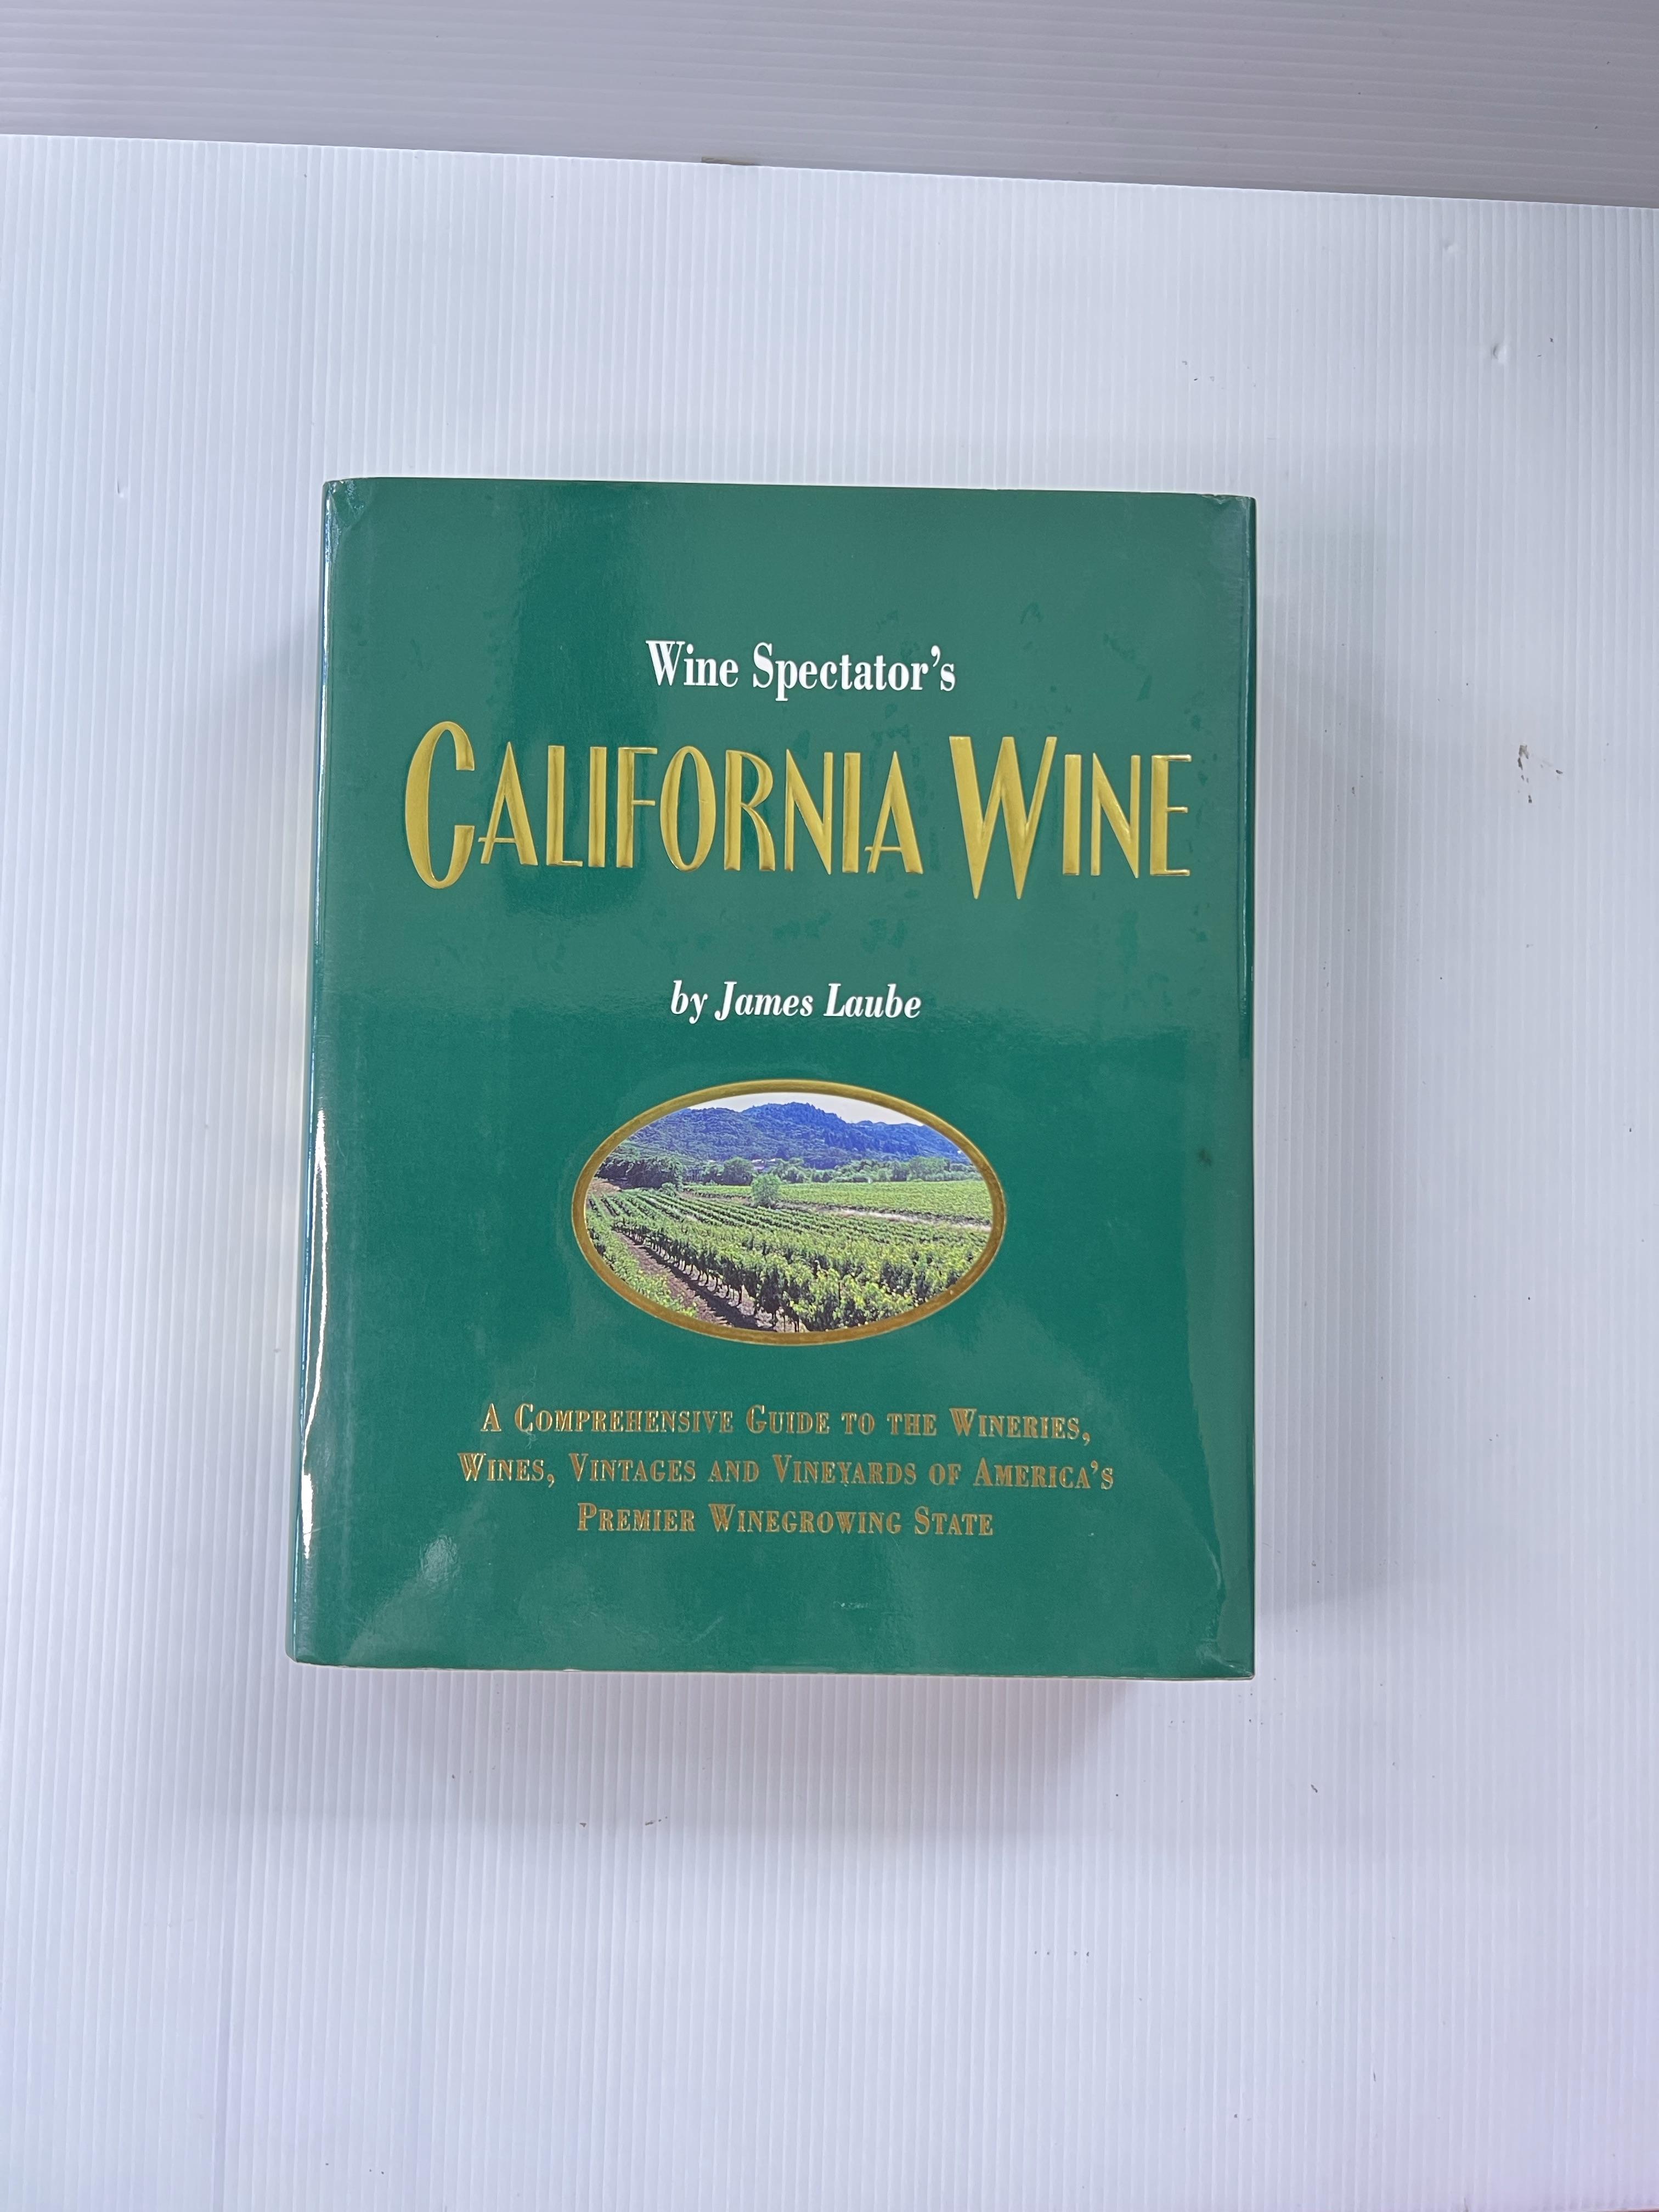 Wine Spectator's
CALIFORNIA WINE
by James Laube
A COMPREHENSIVE GUIDE TO THE WINERIES,
WINES, VINTAGES AND VINEYARDS OF AMERICA'S
PREMIER WINEGROWING STATE